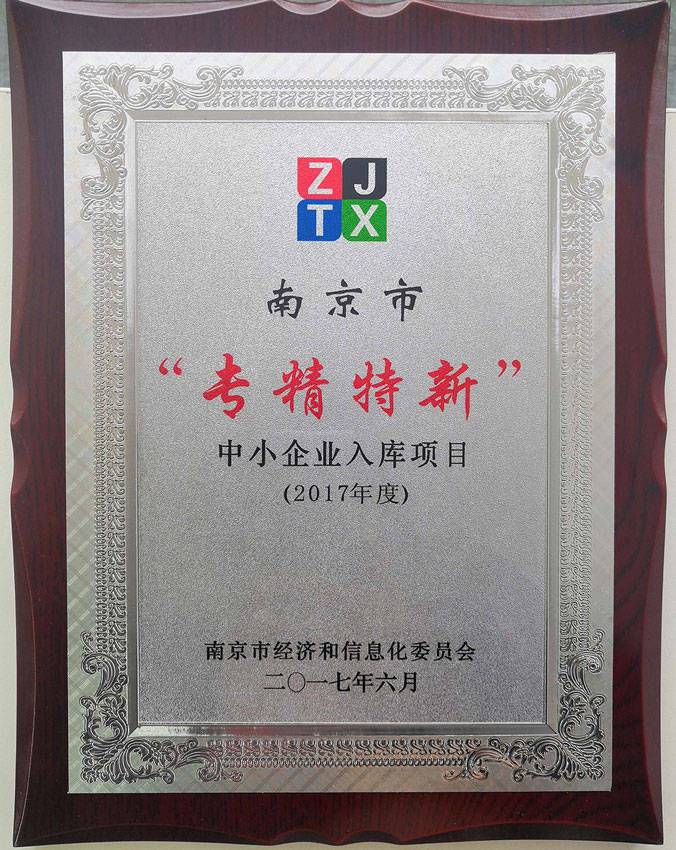 ZJ
TX
南京市
“专精特新”
中小企业入库项目
(2017年度)
南京市经济和信息化委员会
二〇一七年六月